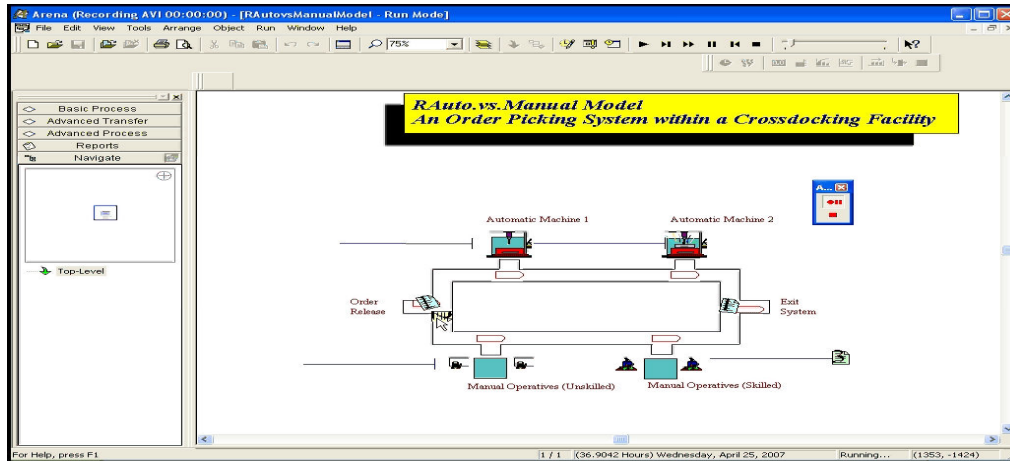 Arena (Recording AVI 00:00:00) - [RAutovsManualModel - Run Mode]
File Edit View Tools Arrange Object Run Window Help
75%
Basic Process
Advanced Transfer
Advanced Process
Reports
Navigate
Top-Level
RAuto.vs.Manual Model
An Order Picking System within a Crossdocking Facility
A...
Automatic Machine 1
Automatic Machine 2
Order
Release
Exit
System
Manual Operatives (Unskilled)
Manual Operatives (Skilled)
For Help, press F1
1 / 1 (36.9042 Hours) Wednesday, April 25, 2007 Running... (1353, -1424)